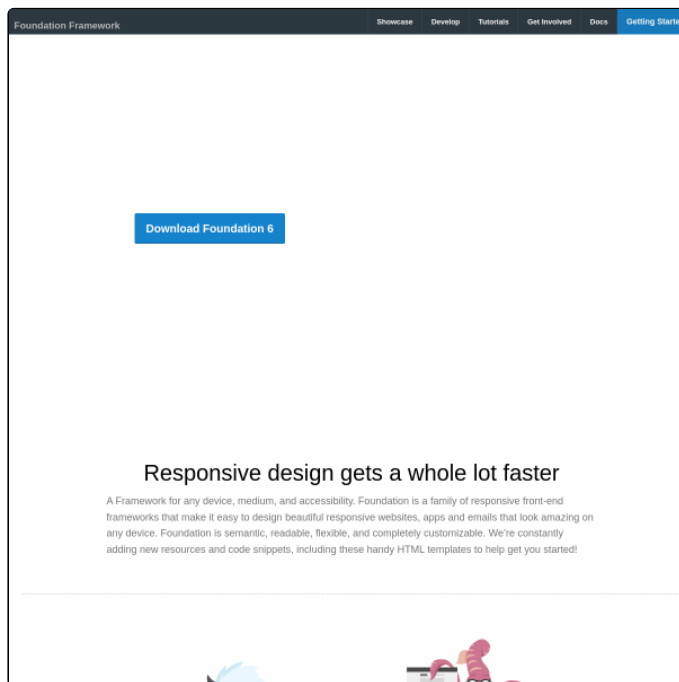 Foundation Framework
Showcase
Develop
Tutorials
Get Involved
Docs
Getting Starte
Download Foundation 6
Responsive design gets a whole lot faster
A Framework for any device, medium, and accessibility. Foundation is a family of responsive front-end
frameworks that make it easy to design beautiful responsive websites, apps and emails that look amazing on
any device. Foundation is semantic, readable, flexible, and completely customizable. We're constantly
adding new resources and code snippets, including these handy HTML templates to help get you started!